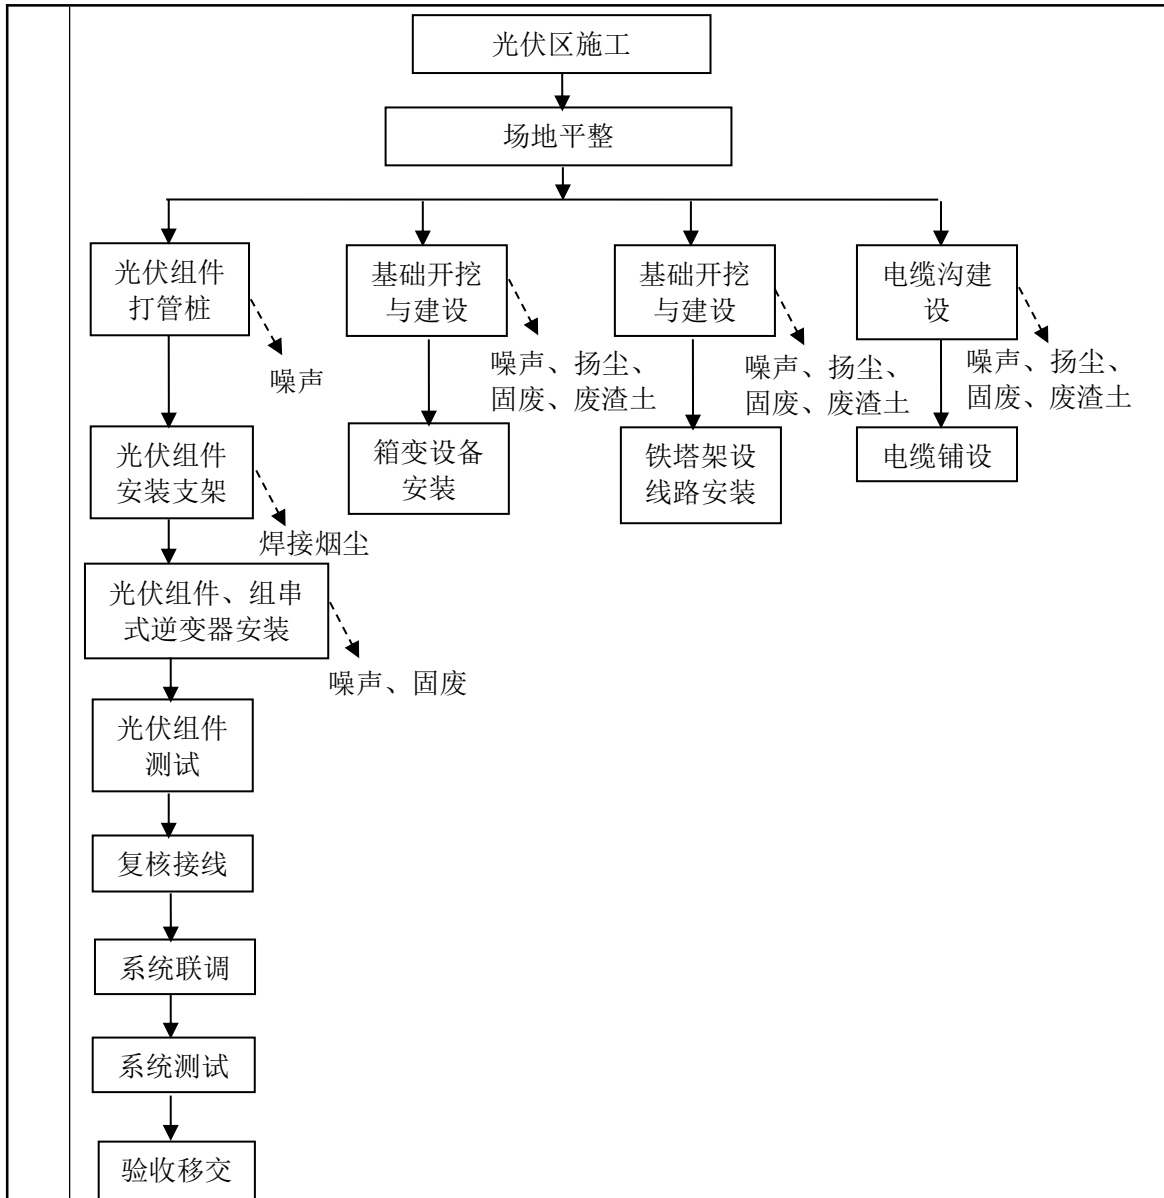 光伏区施工
场地平整
光伏组件
打管桩
基础开挖
与建设
基础开挖
与建设
电缆沟建
设
噪声
噪声、扬尘、
固废、废渣土
噪声、扬尘、
固废、废渣土
噪声、扬尘、
固废、废渣土
光伏组件
安装支架
箱变设备
安装
铁塔架设
线路安装
电缆铺设
焊接烟尘
光伏组件、组串
式逆变器安装
噪声、固废
光伏组件
测试
复核接线
系统联调
系统测试
验收移交